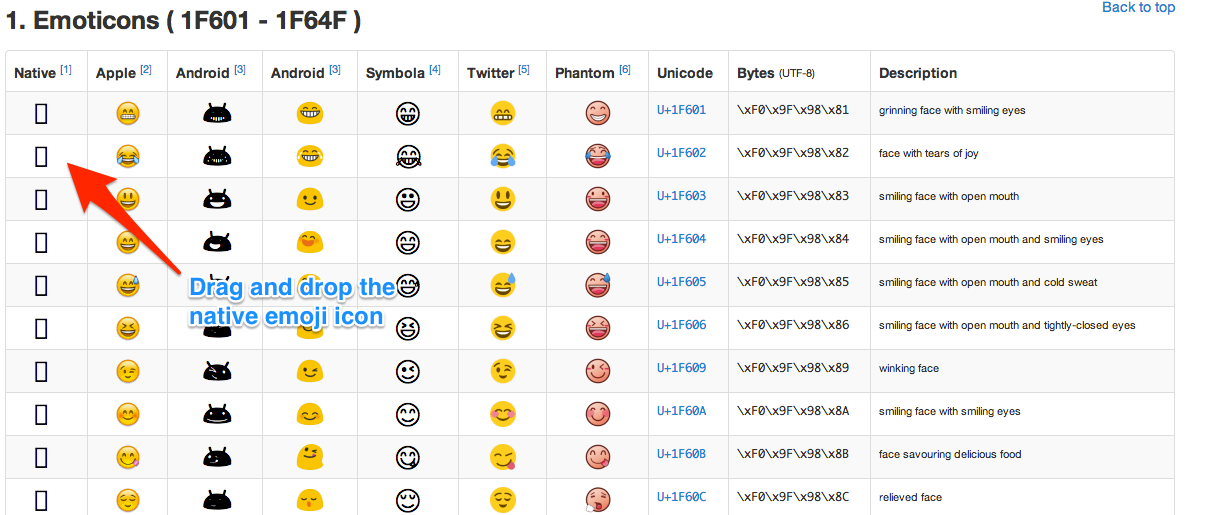 Back to top
1. Emoticons ( 1F601 - 1F64F )
Native [1] Apple [2] Android [3] Android [3] Symbola [4] Twitter [5] Phantom [6] Unicode Bytes (UTF-8) Description
U+1F601 \xF0\x9F\x98\x81 grinning face with smiling eyes
U+1F602 \xF0\x9F\x98\x82 face with tears of joy
U+1F603 \xF0\x9F\x98\x83 smiling face with open mouth
U+1F604 \xF0\x9F\x98\x84 smiling face with open mouth and smiling eyes
U+1F605 \xF0\x9F\x98\x85 smiling face with open mouth and cold sweat
Drag and drop the
native emoji icon
U+1F606 \xF0\x9F\x98\x86 smiling face with open mouth and tightly-closed eyes
U+1F609 \xF0\x9F\x98\x89 winking face
U+1F60A \xF0\x9F\x98\x8A smiling face with smiling eyes
U+1F60B \xF0\x9F\x98\x8B face savouring delicious food
U+1F60C \xF0\x9F\x98\x8C relieved face